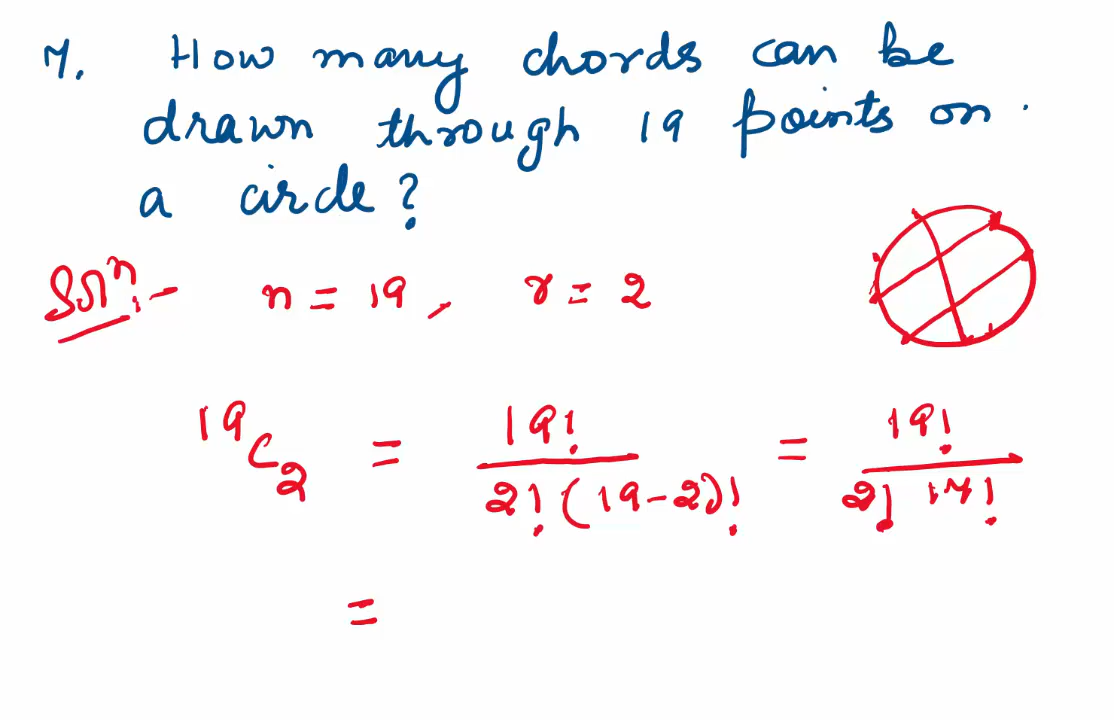 7. How many chords can be
drawn through 19 points on
a circle?
Solⁿ:- n = 19, r = 2
¹⁹C₂ = 19! / 2! (19-2)! = 19! / 2! 17!
=